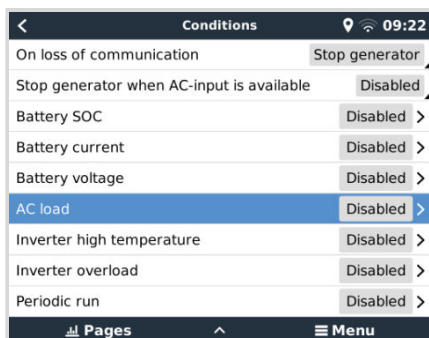 Conditions 09:22
On loss of communication Stop generator
Stop generator when AC-input is available Disabled
Battery SOC Disabled
Battery current Disabled
Battery voltage Disabled
AC load Disabled
Inverter high temperature Disabled
Inverter overload Disabled
Periodic run Disabled
Pages Menu